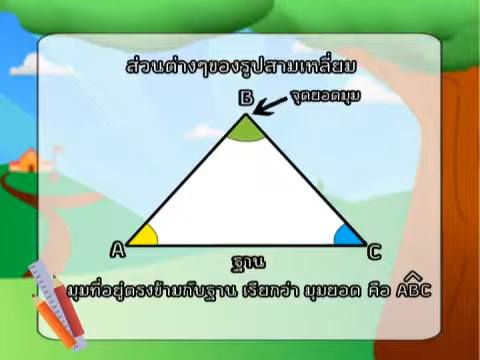 ส่วนต่างๆของรูปสามเหลี่ยม
B
จุดยอดมุม
A
C
ฐาน
มุมที่อยู่ตรงข้ามกับฐาน เรียกว่า มุมยอด คือ AB̂C